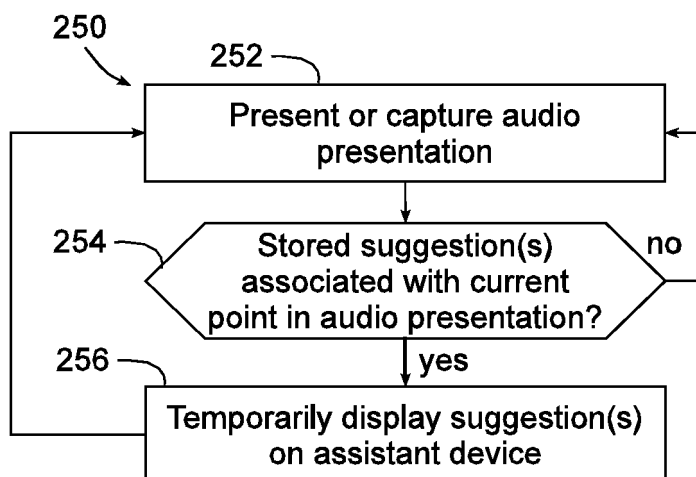 250
252
Present or capture audio
presentation
254
Stored suggestion(s)
associated with current
point in audio presentation?
no
yes
256
Temporarily display suggestion(s)
on assistant device